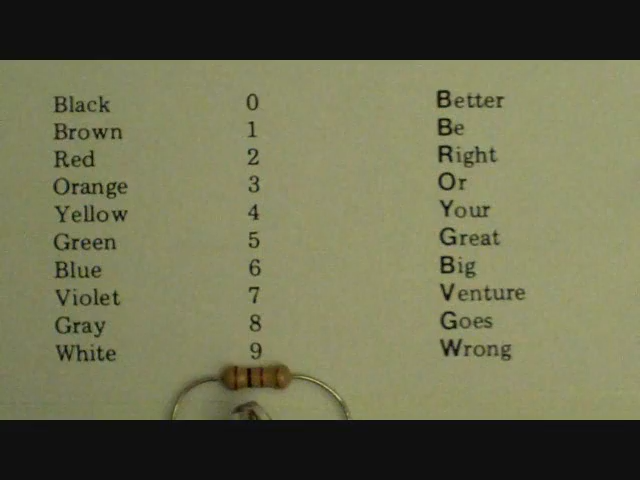 Black 0 Better
Brown 1 Be
Red 2 Right
Orange 3 Or
Yellow 4 Your
Green 5 Great
Blue 6 Big
Violet 7 Venture
Gray 8 Goes
White 9 Wrong